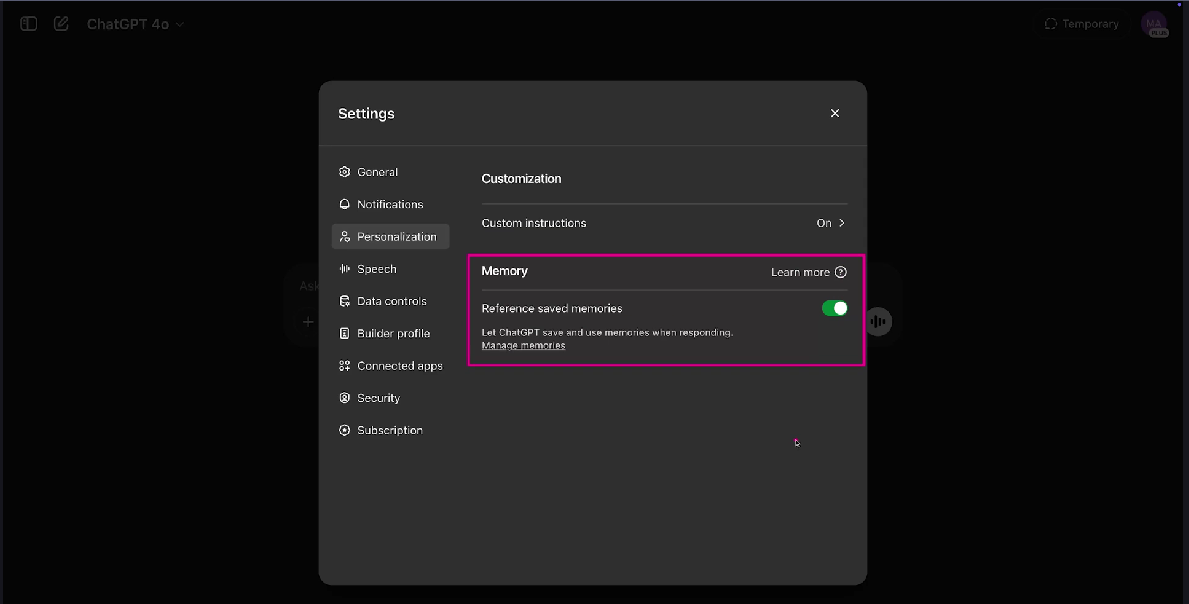 ChatGPT 4o
Temporary
MA
PLUS
Settings
General
Notifications
Personalization
Speech
Data controls
Builder profile
Connected apps
Security
Subscription
Customization
Custom instructions
On
Memory
Learn more
Reference saved memories
Let ChatGPT save and use memories when responding.
Manage memories
Ask